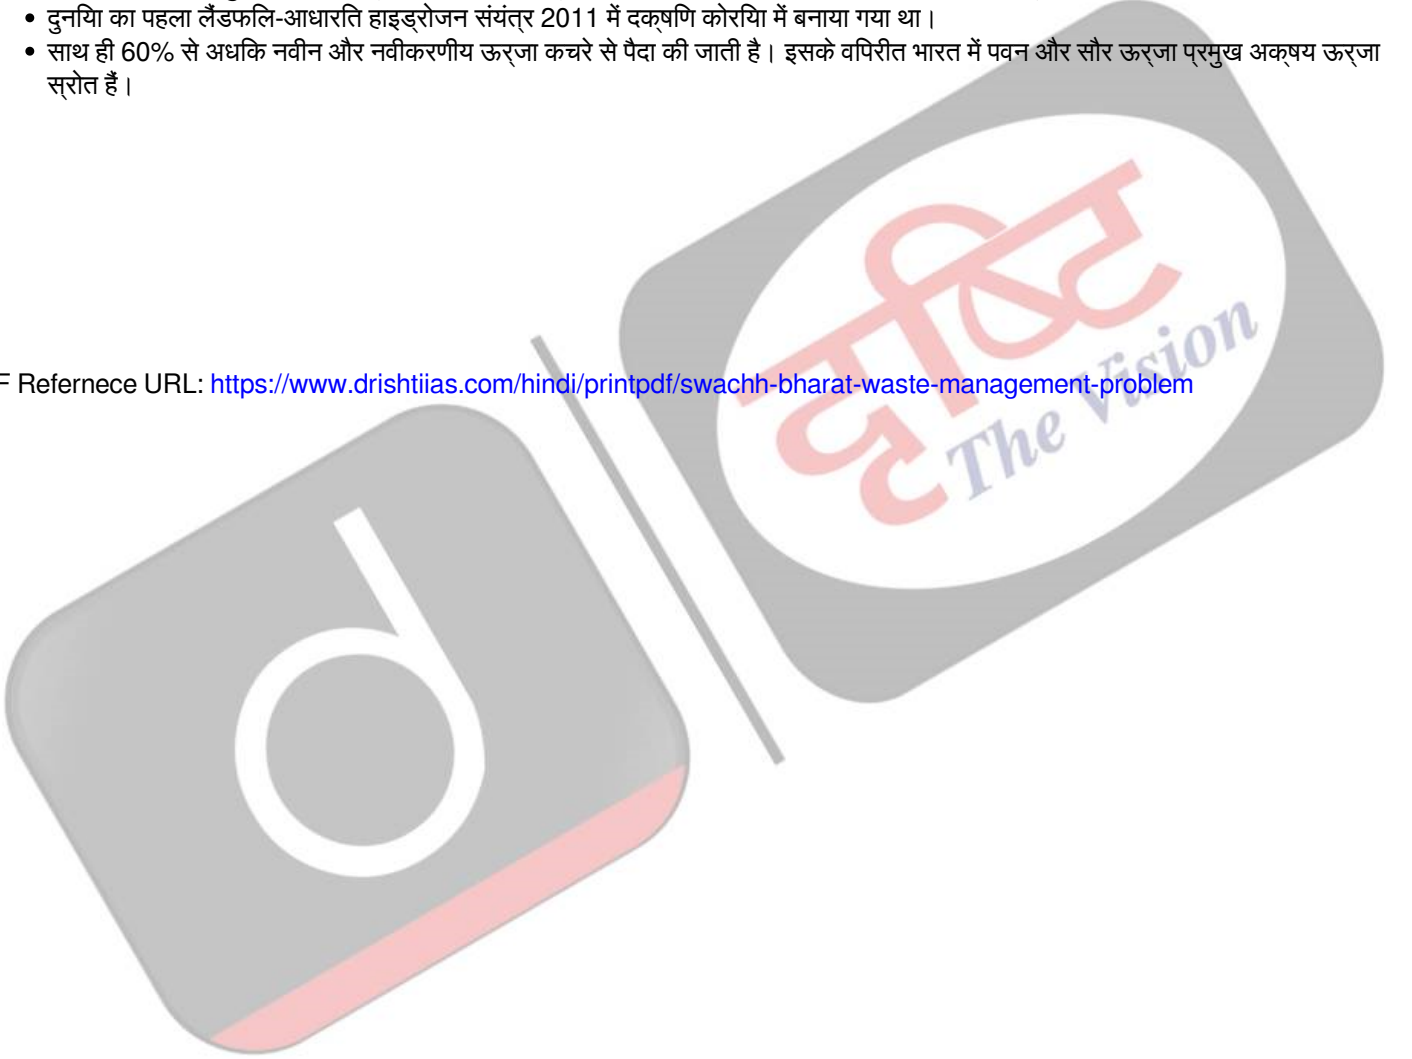 • दुनिया का पहला लैंडफिल-आधारित हाइड्रोजन संयंत्र 2011 में दक्षिण कोरिया में बनाया गया था।
• साथ ही 60% से अधिक नवीन और नवीकरणीय ऊर्जा कचरे से पैदा की जाती है। इसके विपरीत भारत में पवन और सौर ऊर्जा प्रमुख अक्षय ऊर्जा
स्रोत हैं।
F Refernece URL: https://www.drishtiias.com/hindi/printpdf/swachh-bharat-waste-management-problem
दृष्टि
The Vision
d